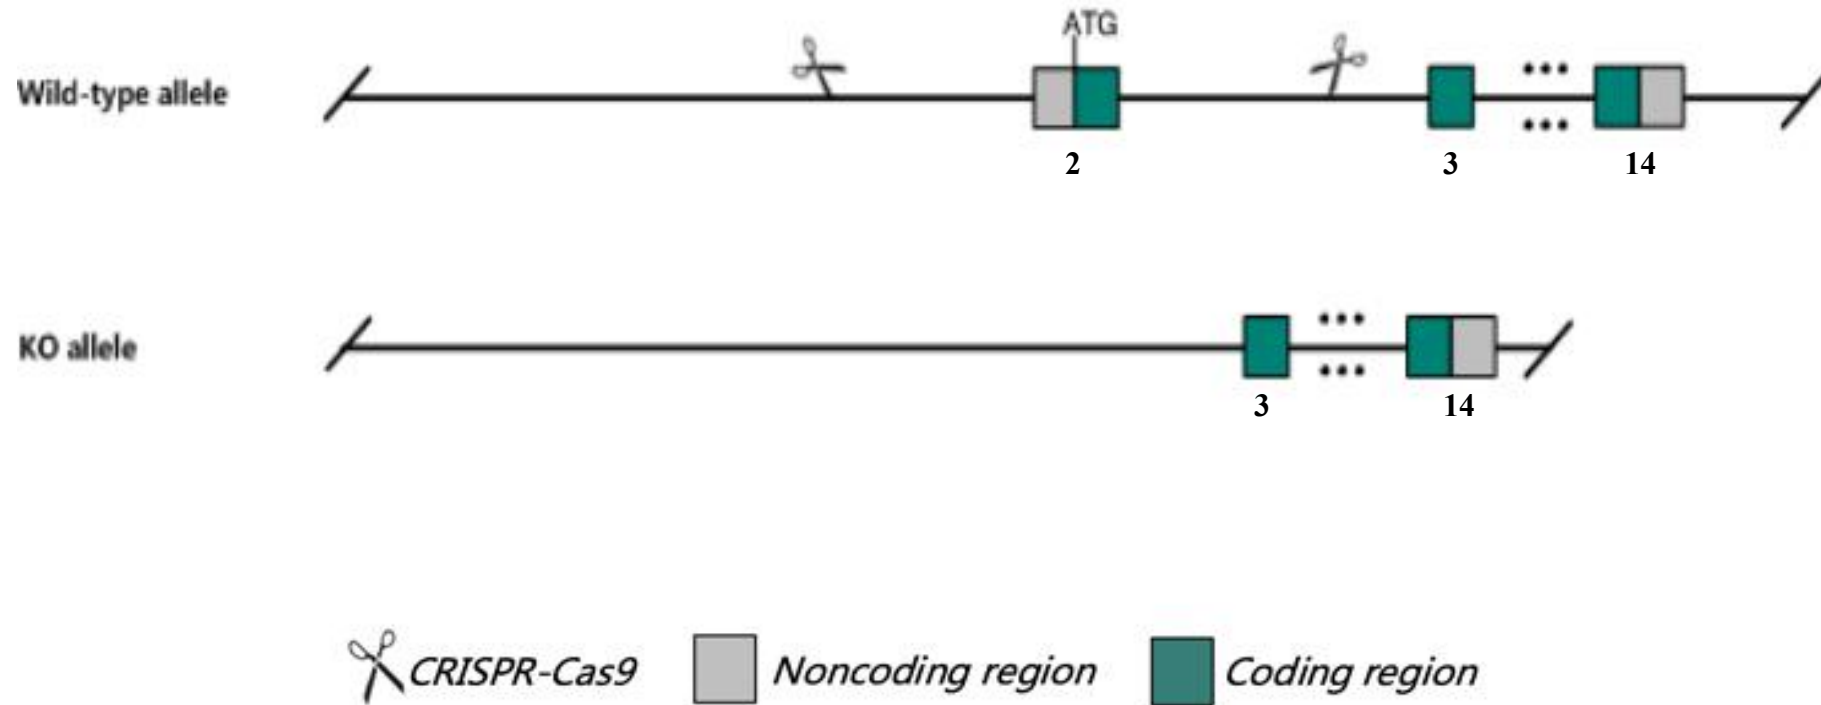 ATG
Wild-type allele
2 3 14
KO allele
3 14
CRISPR-Cas9 Noncoding region Coding region